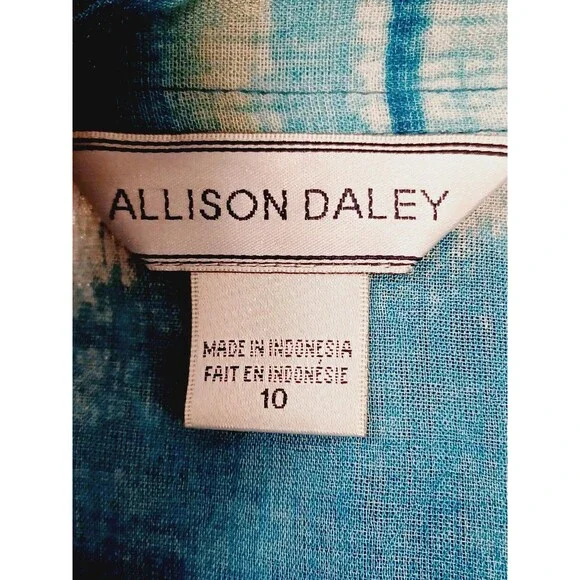 ALLISON DALEY
MADE IN INDONESIA
FAIT EN INDONÉSIE
10